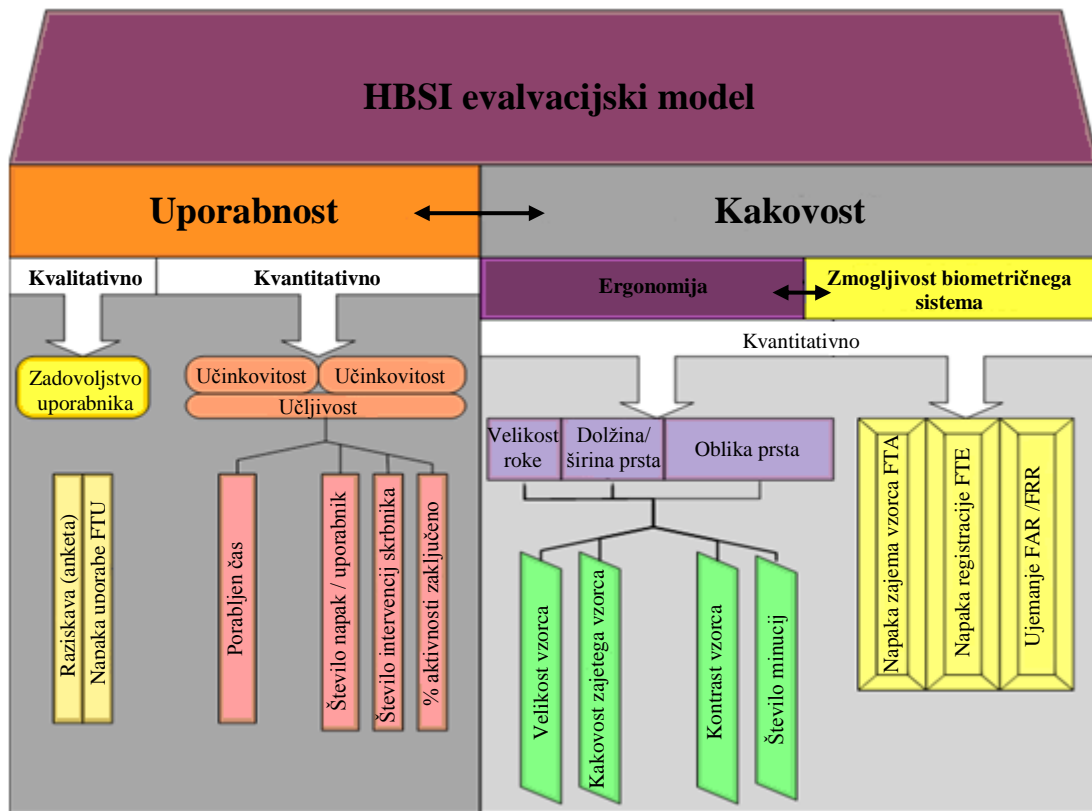 HBSI evalvacijski model
Uporabnost
Kakovost
Kvalitativno
Kvantitativno
Ergonomija
Zmogljivost biometričnega
sistema
Kvantitativno
Zadovoljstvo
uporabnika
Učinkovitost
Učinkovitost
Učljivost
Velikost
roke
Dolžina/
širina prsta
Oblika prsta
Raziskava (anketa)
Napaka uporabe FTU
Porabljen čas
Število napak / uporabnik
Število intervencij skrbnika
% aktivnosti zaključeno
Velikost vzorca
Kakovost zajetega vzorca
Kontrast vzorca
Število minucij
Napaka zajema vzorca FTA
Napaka registracije FTE
Ujemanje FAR /FRR